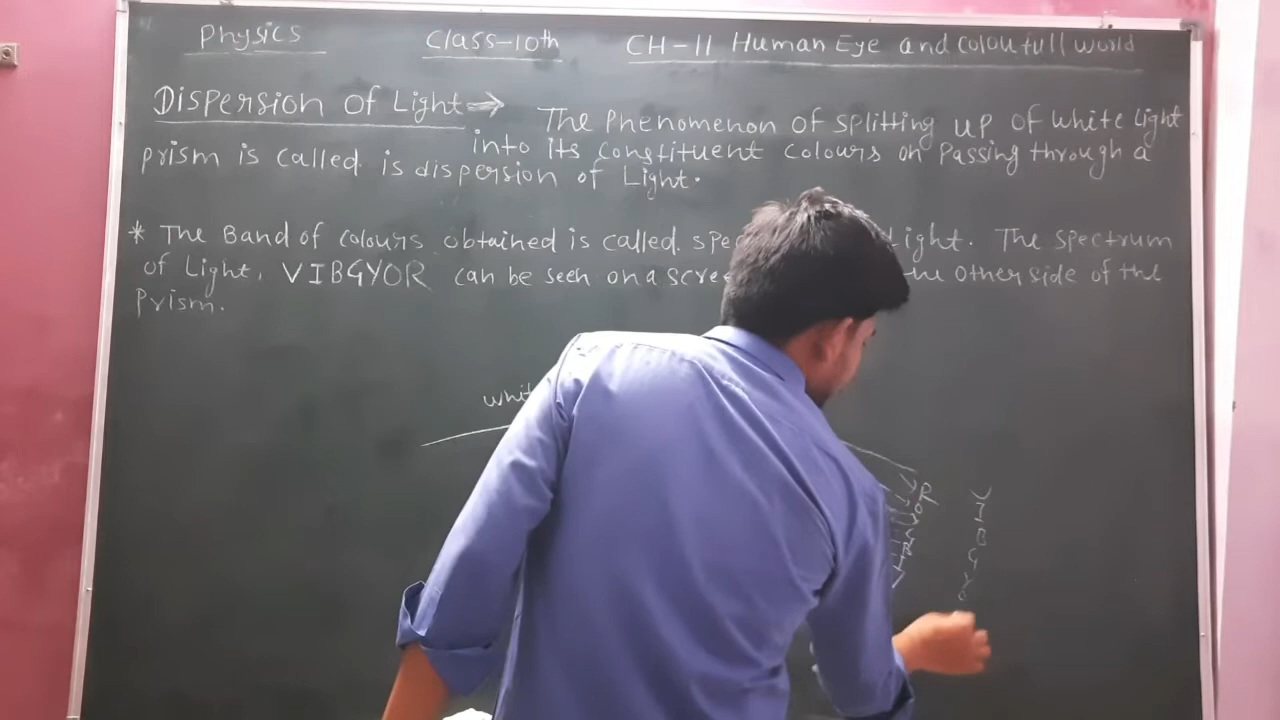 Physics Class-10th CH-11 Human Eye and Colourfull world
Dispersion of Light ⇒ The Phenomenon of splitting up of white Light
into its constituent colours on Passing through a
prism is called is dispersion of Light.
* The Band of colours obtained is called Light. The Spectrum
of Light, VIBGYOR can be seen on a the Other side of the
Prism.
R
O
Y
G
B
I
V
V
I
B
G
Y
O